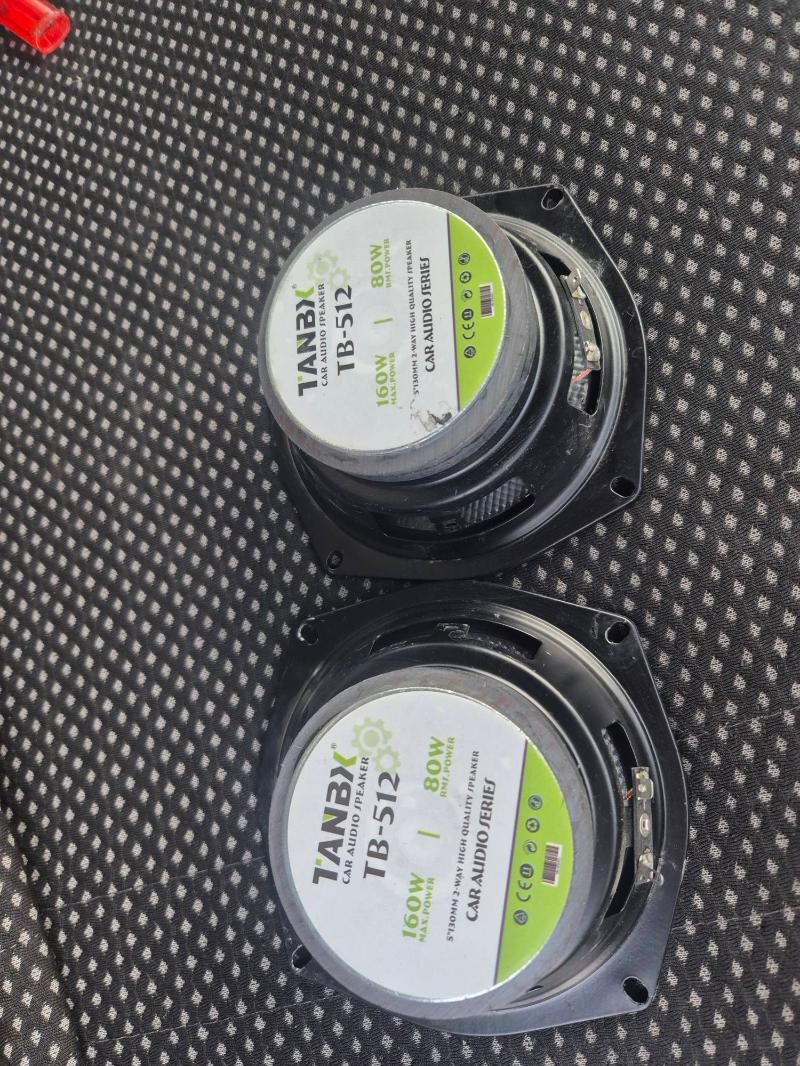 TANBX®
CAR AUDIO SPEAKER
TB-512
160W | 80W
MAX.POWER RMS.POWER
5"130MM 2-WAY HIGH QUALITY SPEAKER
CAR AUDIO SERIES
CE
TANBX®
CAR AUDIO SPEAKER
TB-512
160W | 80W
MAX.POWER RMS.POWER
5"130MM 2-WAY HIGH QUALITY SPEAKER
CAR AUDIO SERIES
CE